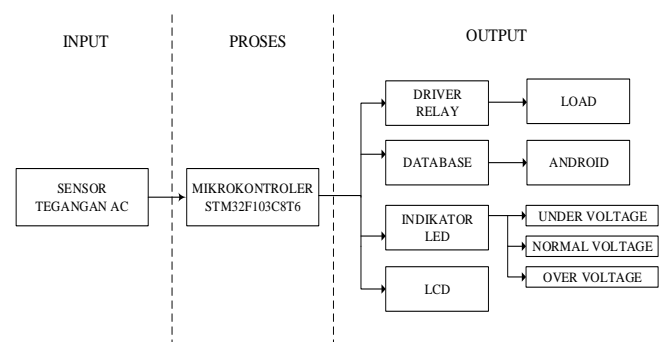 INPUT
PROSES
OUTPUT
SENSOR
TEGANGAN AC
MIKROKONTROLER
STM32F103C8T6
DRIVER
RELAY
LOAD
DATABASE
ANDROID
INDIKATOR
LED
UNDER VOLTAGE
NORMAL VOLTAGE
OVER VOLTAGE
LCD